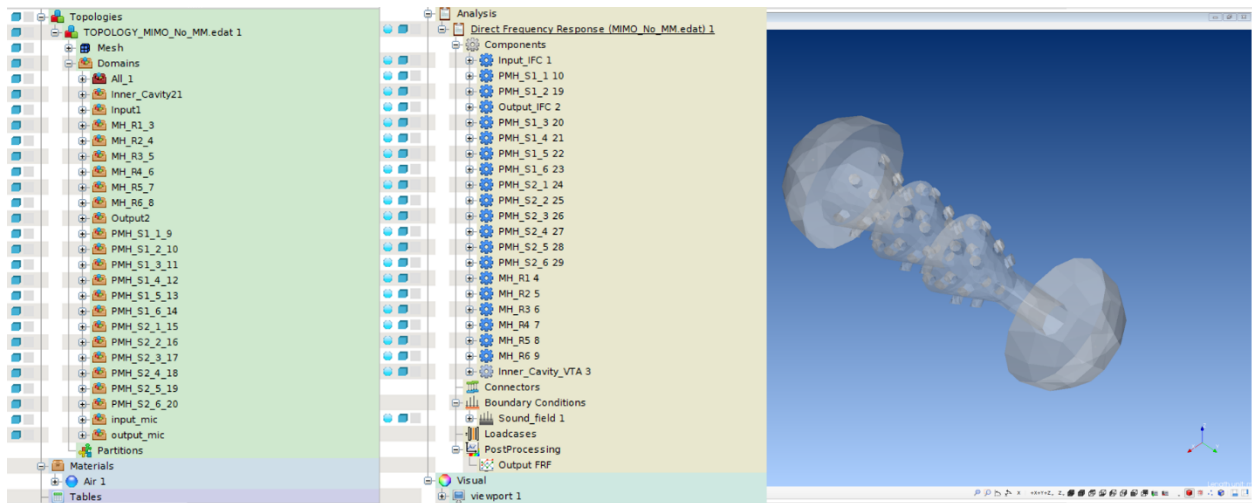 Topologies
TOPOLOGY_MIMO_No_MM.edat 1
Mesh
Domains
All_1
Inner_Cavity21
Input1
MH_R1_3
MH_R2_4
MH_R3_5
MH_R4_6
MH_R5_7
MH_R6_8
Output2
PMH_S1_1_9
PMH_S1_2_10
PMH_S1_3_11
PMH_S1_4_12
PMH_S1_5_13
PMH_S1_6_14
PMH_S2_1_15
PMH_S2_2_16
PMH_S2_3_17
PMH_S2_4_18
PMH_S2_5_19
PMH_S2_6_20
input_mic
output_mic
Partitions
Materials
Air 1
Tables
Analysis
Direct Frequency Response (MIMO_No_MM.edat) 1
Components
Input_IFC 1
PMH_S1_1 10
PMH_S1_2 19
Output_IFC 2
PMH_S1_3 20
PMH_S1_4 21
PMH_S1_5 22
PMH_S1_6 23
PMH_S2_1 24
PMH_S2_2 25
PMH_S2_3 26
PMH_S2_4 27
PMH_S2_5 28
PMH_S2_6 29
MH_R1 4
MH_R2 5
MH_R3 6
MH_R4 7
MH_R5 8
MH_R6 9
Inner_Cavity_VTA 3
Connectors
Boundary Conditions
Sound_field 1
Loadcases
PostProcessing
Output FRF
Visual
viewport 1